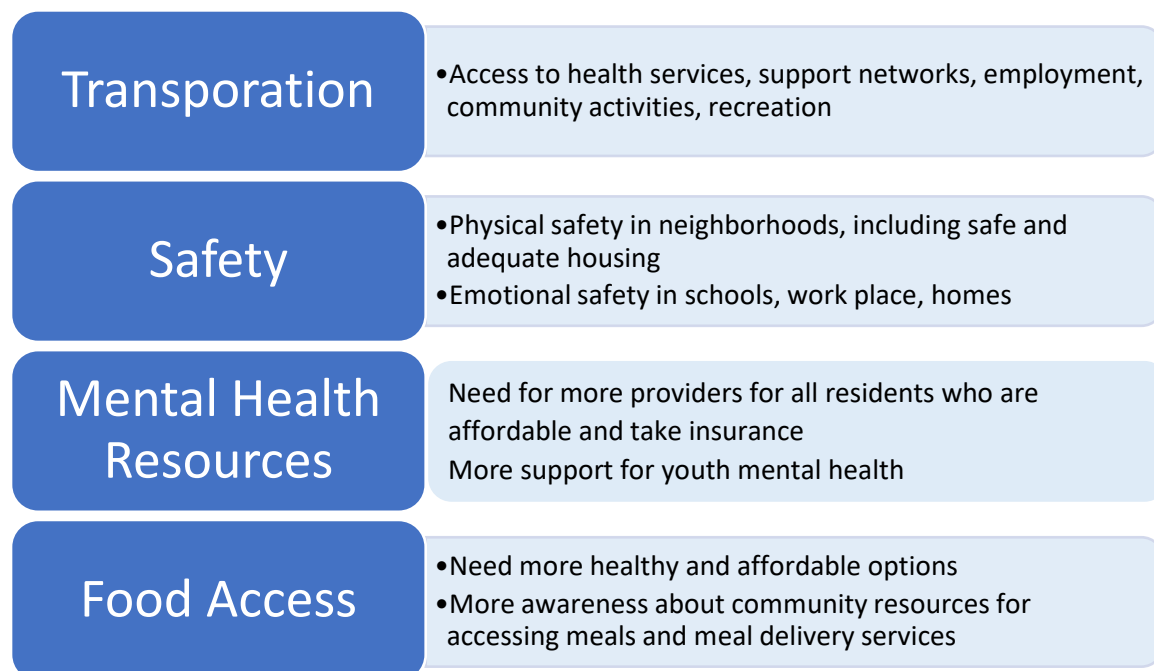 Transporation
•Access to health services, support networks, employment,
community activities, recreation
Safety
•Physical safety in neighborhoods, including safe and
adequate housing
•Emotional safety in schools, work place, homes
Mental Health
Resources
Need for more providers for all residents who are
affordable and take insurance
More support for youth mental health
Food Access
•Need more healthy and affordable options
•More awareness about community resources for
accessing meals and meal delivery services